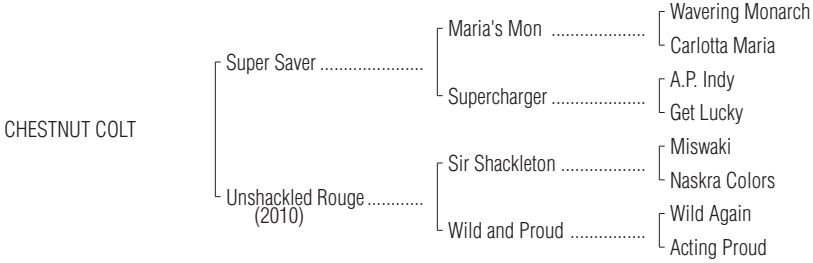 Wavering Monarch
Maria's Mon ....................
Carlotta Maria
Super Saver ......................
A.P. Indy
Supercharger ....................
Get Lucky
CHESTNUT COLT
Miswaki
Sir Shackleton ..................
Naskra Colors
Unshackled Rouge ............
(2010)
Wild Again
Wild and Proud ................
Acting Proud